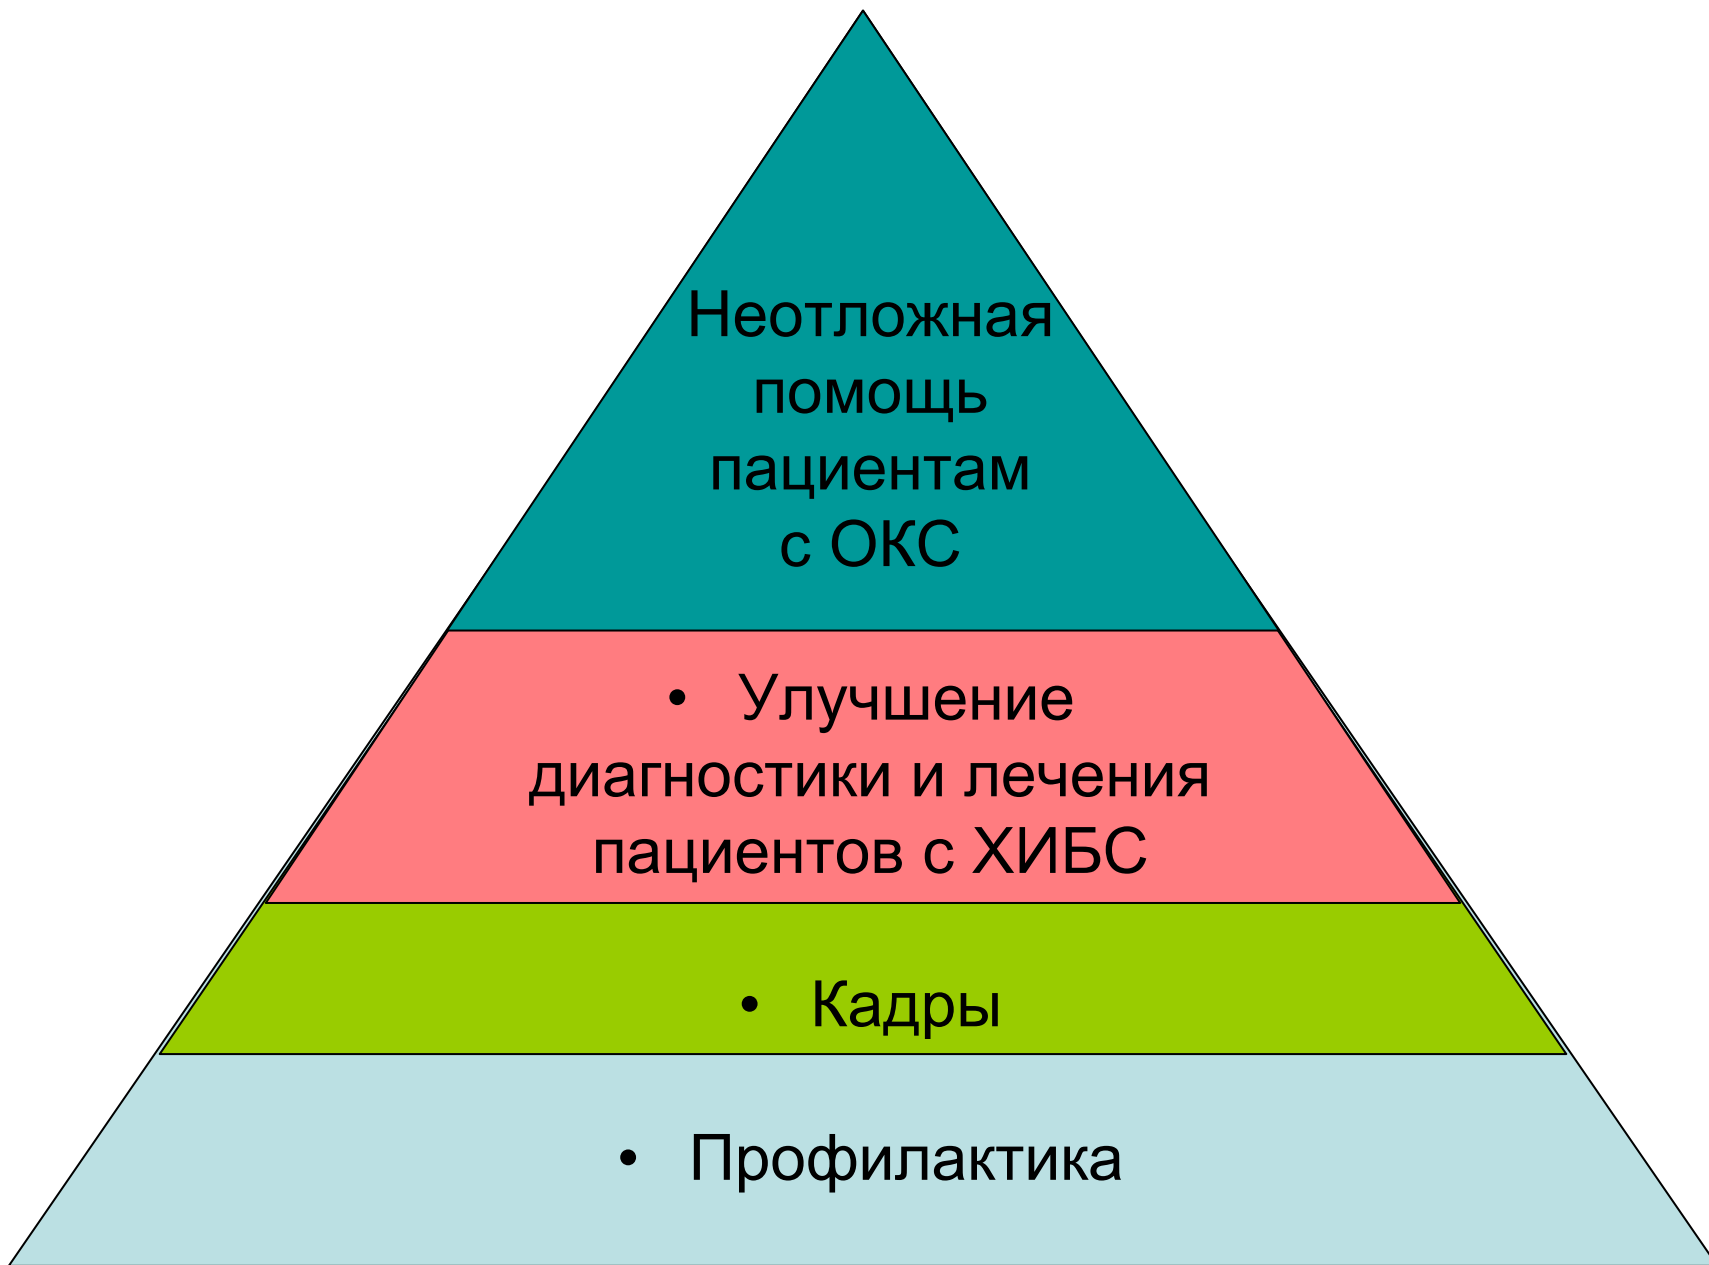 Неотложная
помощь
пациентам
с ОКС
• Улучшение
диагностики и лечения
пациентов с ХИБС
• Кадры
• Профилактика